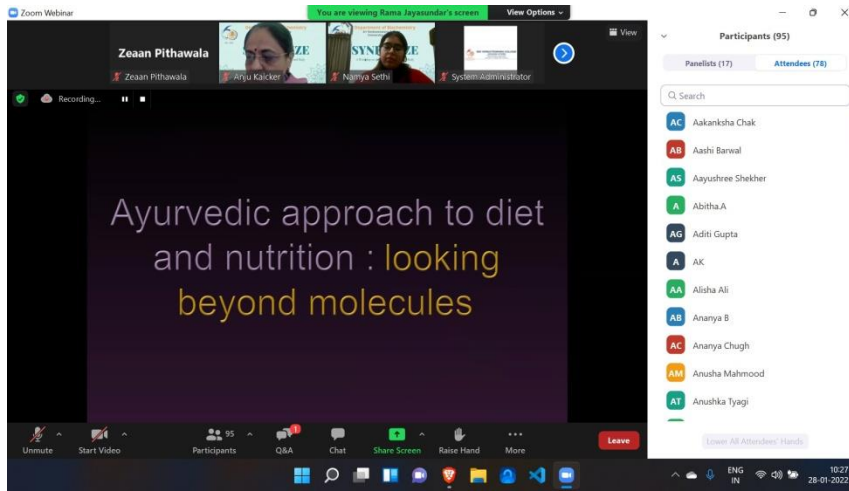 Zoom Webinar
You are viewing Rama Jayasundar's screen
View Options
View
Zeaan Pithawala
Zeaan Pithawala
Anju Kalcker
Namya Sethi
System Administrator
Recording...
Ayurvedic approach to diet
and nutrition : looking
beyond molecules
Unmute
Start Video
95
Participants
1
Q&A
Chat
Share Screen
Raise Hand
More
Leave
Participants (95)
Panelists (17)
Attendees (78)
Search
AC Aakanksha Chak
AB Aashi Barwal
AS Aayushree Shekher
A Abitha.A
AG Aditi Gupta
A AK
AA Alisha Ali
AB Ananya B
AC Ananya Chugh
AM Anusha Mahmood
AT Anushka Tyagi
Lower All Attendees' Hands
ENG
IN
10:27
28-01-2022